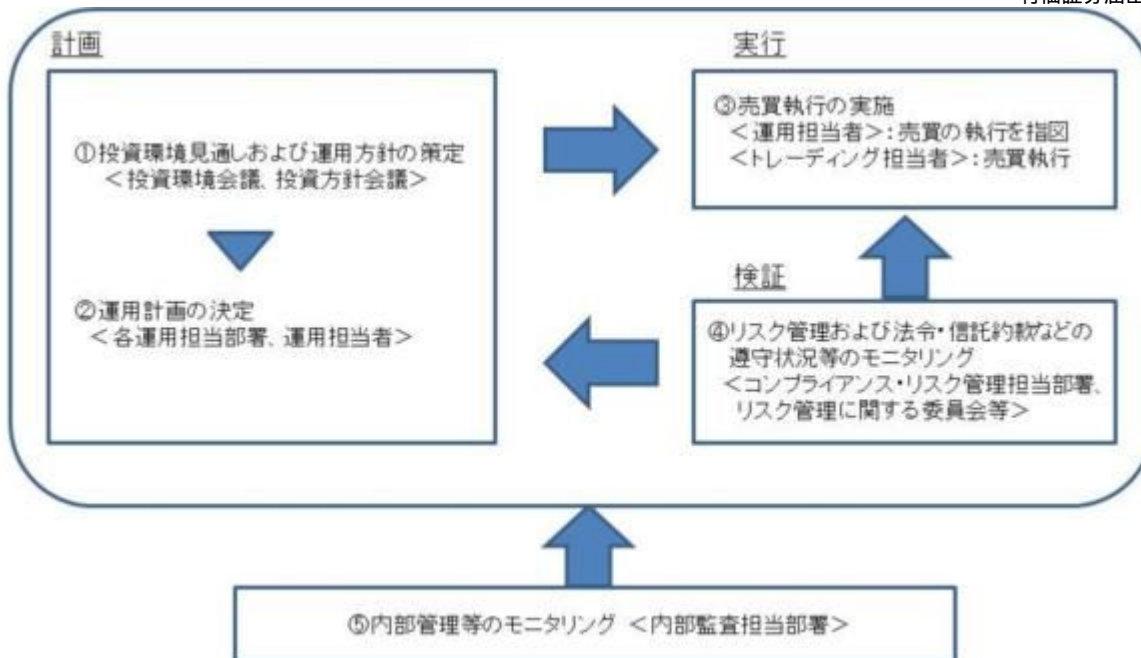 計画
①投資環境見通しおよび運用方針の策定
＜投資環境会議、投資方針会議＞
②運用計画の決定
＜各運用担当部署、運用担当者＞
実行
③売買執行の実施
＜運用担当者＞：売買の執行を指図
＜トレーディング担当者＞：売買執行
検証
④リスク管理および法令・信託約款などの
遵守状況等のモニタリング
＜コンプライアンス・リスク管理担当部署、
リスク管理に関する委員会等＞
⑤内部管理等のモニタリング ＜内部監査担当部署＞